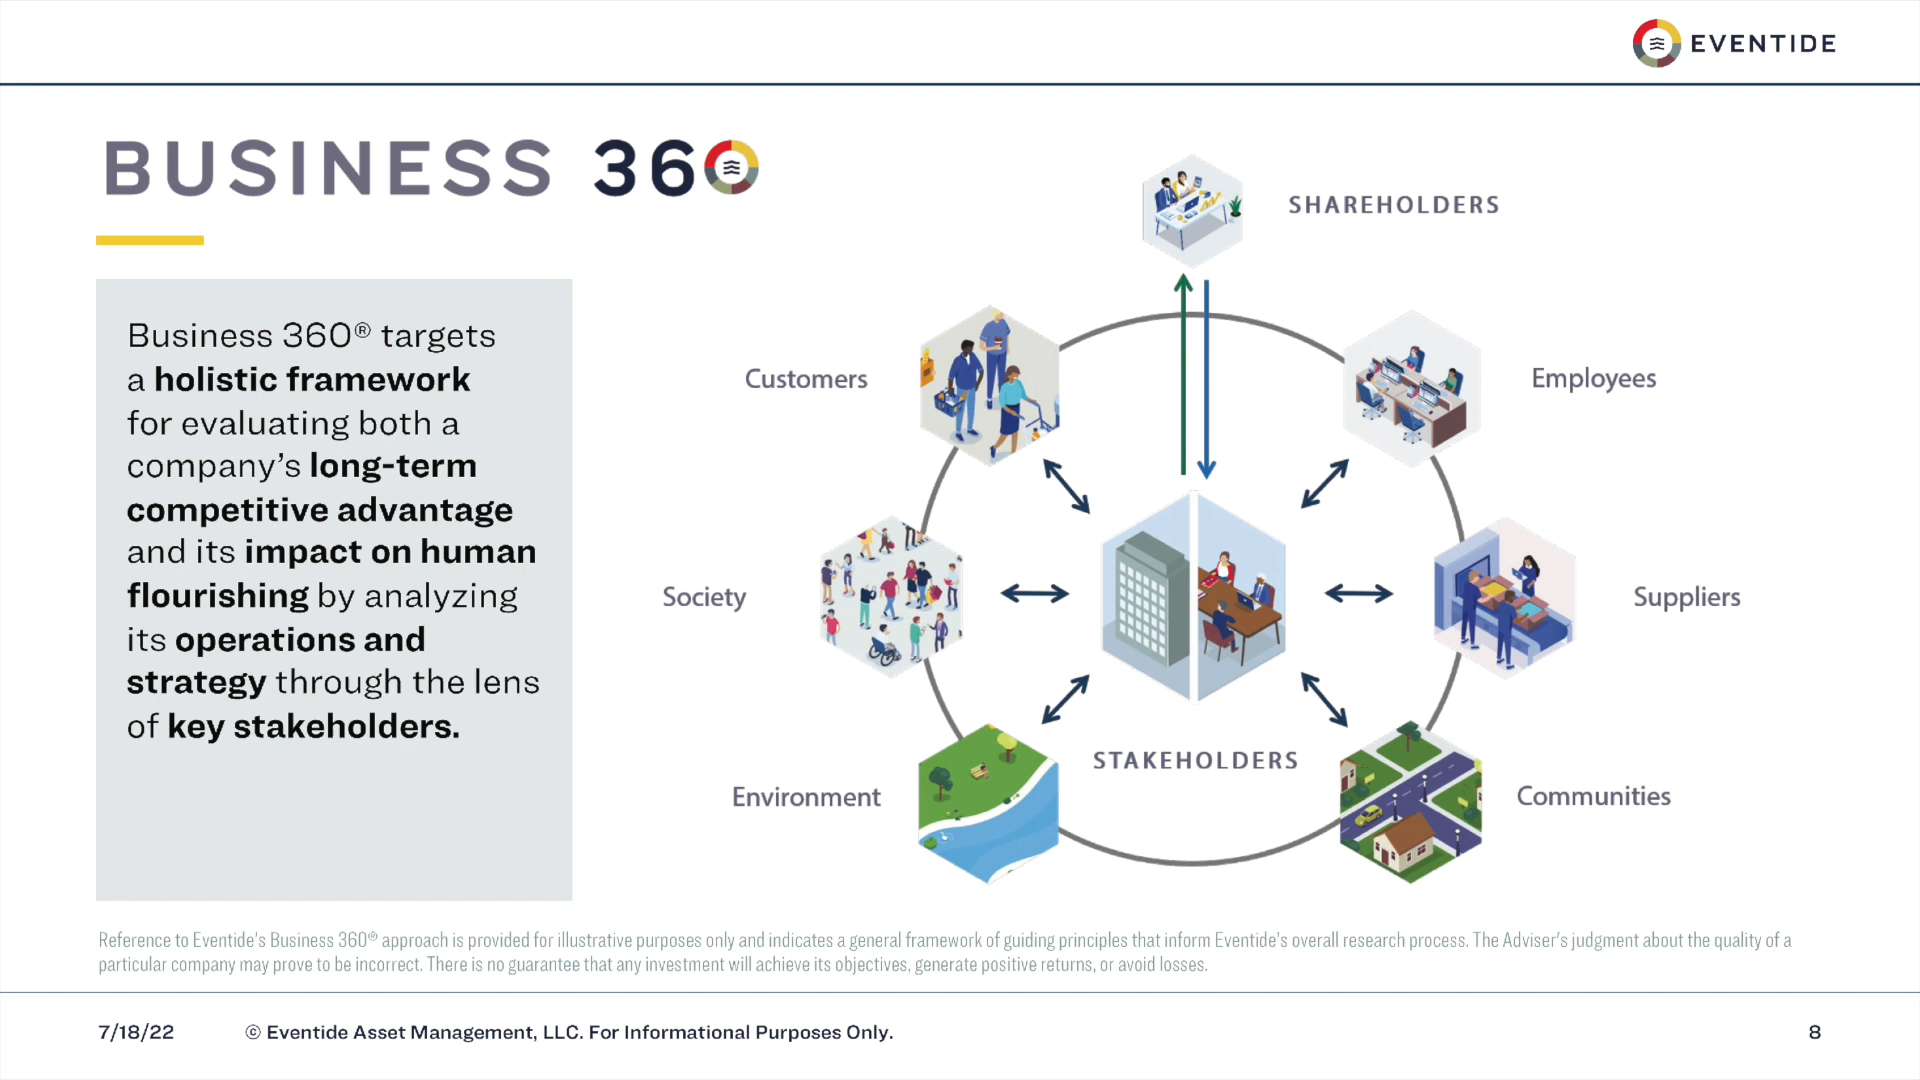 EVENTIDE
BUSINESS 360
Business 360® targets
a holistic framework
for evaluating both a
company's long-term
competitive advantage
and its impact on human
flourishing by analyzing
its operations and
strategy through the lens
of key stakeholders.
SHAREHOLDERS
Customers
Employees
Society
Suppliers
STAKEHOLDERS
Environment
Communities
Reference to Eventide's Business 360® approach is provided for illustrative purposes only and indicates a general framework of guiding principles that inform Eventide's overall research process. The Adviser's judgment about the quality of a
particular company may prove to be incorrect. There is no guarantee that any investment will achieve its objectives, generate positive returns, or avoid losses.
7/18/22 © Eventide Asset Management, LLC. For Informational Purposes Only. 8